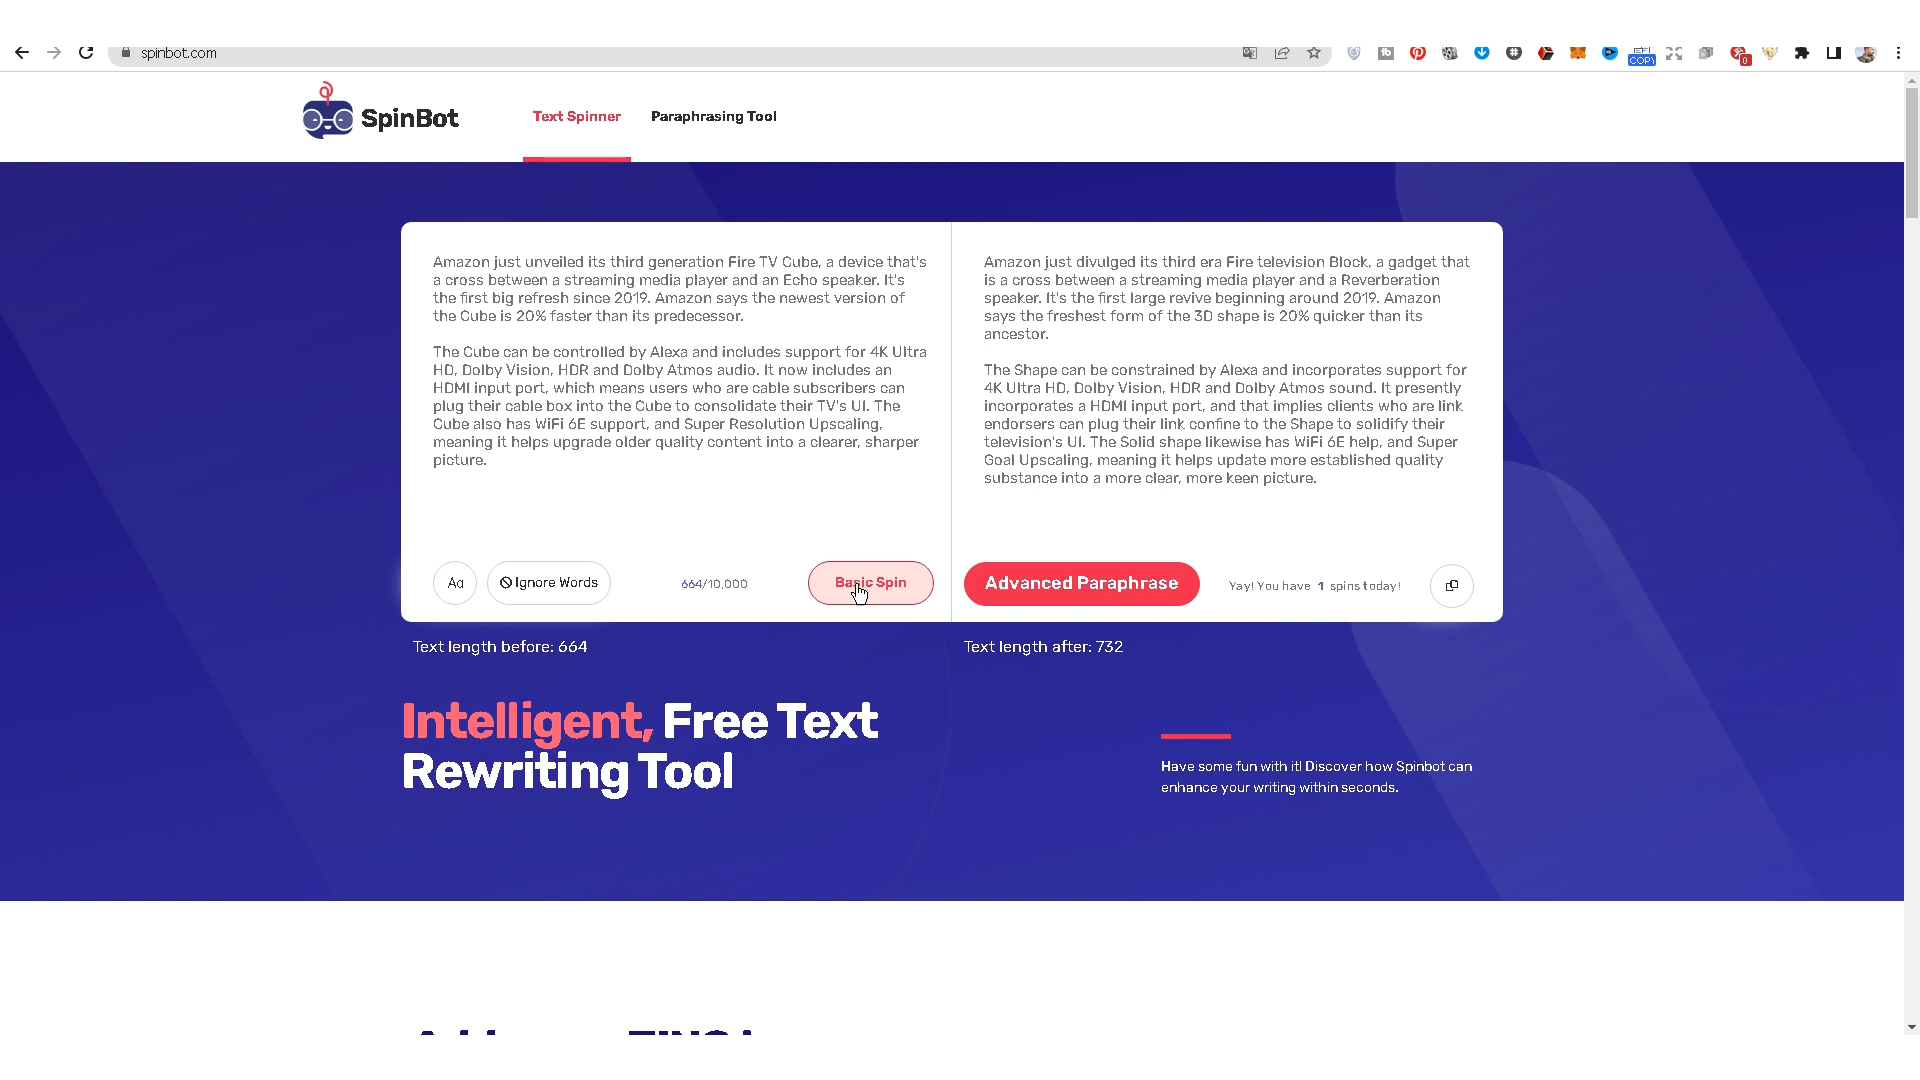 spinbot.com
COPY
0
SpinBot
Text Spinner
Paraphrasing Tool
Amazon just unveiled its third generation Fire TV Cube, a device that's
a cross between a streaming media player and an Echo speaker. It's
the first big refresh since 2019. Amazon says the newest version of
the Cube is 20% faster than its predecessor.
The Cube can be controlled by Alexa and includes support for 4K Ultra
HD, Dolby Vision, HDR and Dolby Atmos audio. It now includes an
HDMI input port, which means users who are cable subscribers can
plug their cable box into the Cube to consolidate their TV's UI. The
Cube also has WiFi 6E support, and Super Resolution Upscaling,
meaning it helps upgrade older quality content into a clearer, sharper
picture.
Aa
Ignore Words
664/10,000
Basic Spin
Amazon just divulged its third era Fire television Block, a gadget that
is a cross between a streaming media player and a Reverberation
speaker. It's the first large revive beginning around 2019. Amazon
says the freshest form of the 3D shape is 20% quicker than its
ancestor.
The Shape can be constrained by Alexa and incorporates support for
4K Ultra HD, Dolby Vision, HDR and Dolby Atmos sound. It presently
incorporates a HDMI input port, and that implies clients who are link
endorsers can plug their link confine to the Shape to solidify their
television's UI. The Solid shape likewise has WiFi 6E help, and Super
Goal Upscaling, meaning it helps update more established quality
substance into a more clear, more keen picture.
Advanced Paraphrase
Yay! You have 1 spins today!
Text length before: 664
Text length after: 732
Intelligent, Free Text
Rewriting Tool
Have some fun with it! Discover how Spinbot can
enhance your writing within seconds.